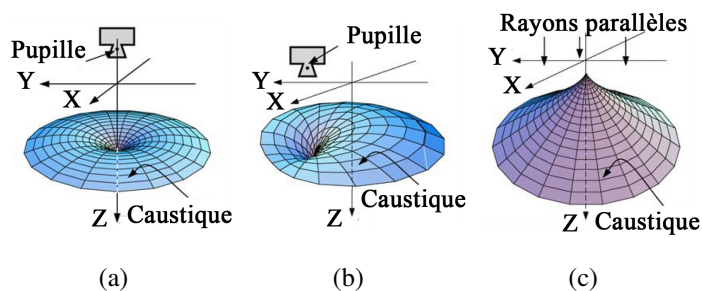 Pupille
Y
X
Z
Caustique
(a)
Pupille
Y
X
Z
Caustique
(b)
Rayons parallèles
Y
X
Z
Caustique
(c)